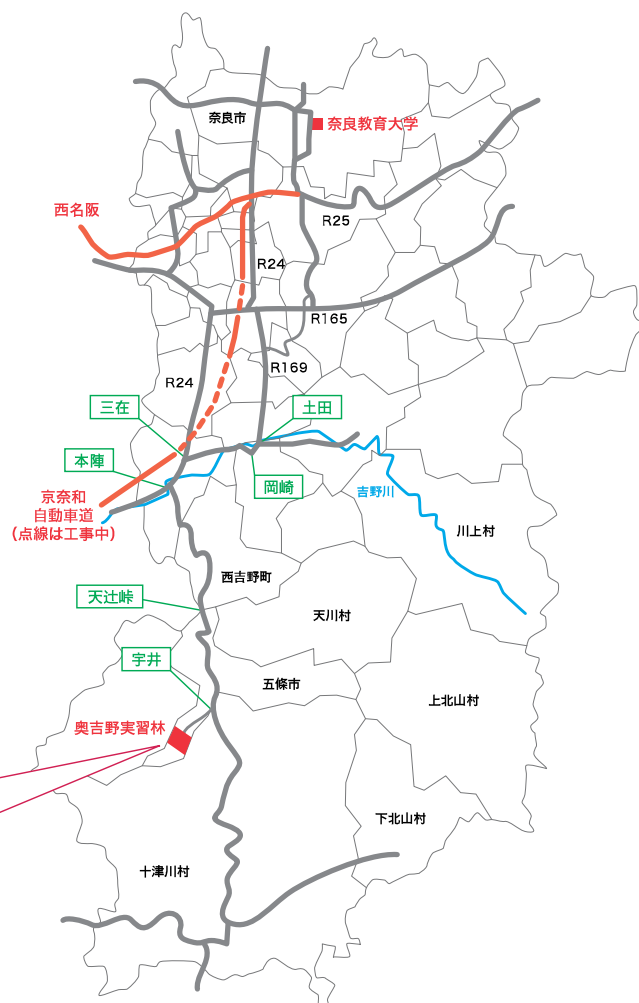 奈良市
奈良教育大学
西名阪
R25
R24
R165
R169
R24
三在
土田
本陣
岡崎
京奈和
自動車道
(点線は工事中)
吉野川
川上村
西吉野町
天辻峠
天川村
宇井
五條市
上北山村
奥吉野実習林
下北山村
十津川村